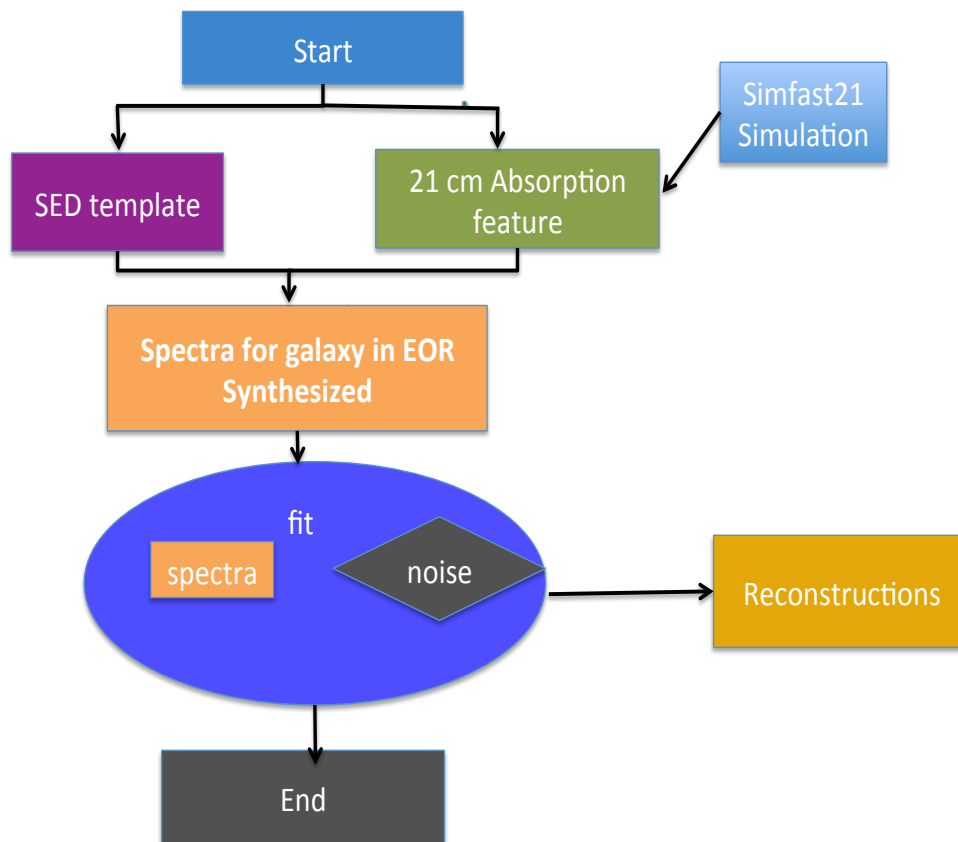 Start
Simfast21
Simulation
SED template
21 cm Absorption
feature
Spectra for galaxy in EOR
Synthesized
fit
spectra
noise
Reconstructions
End